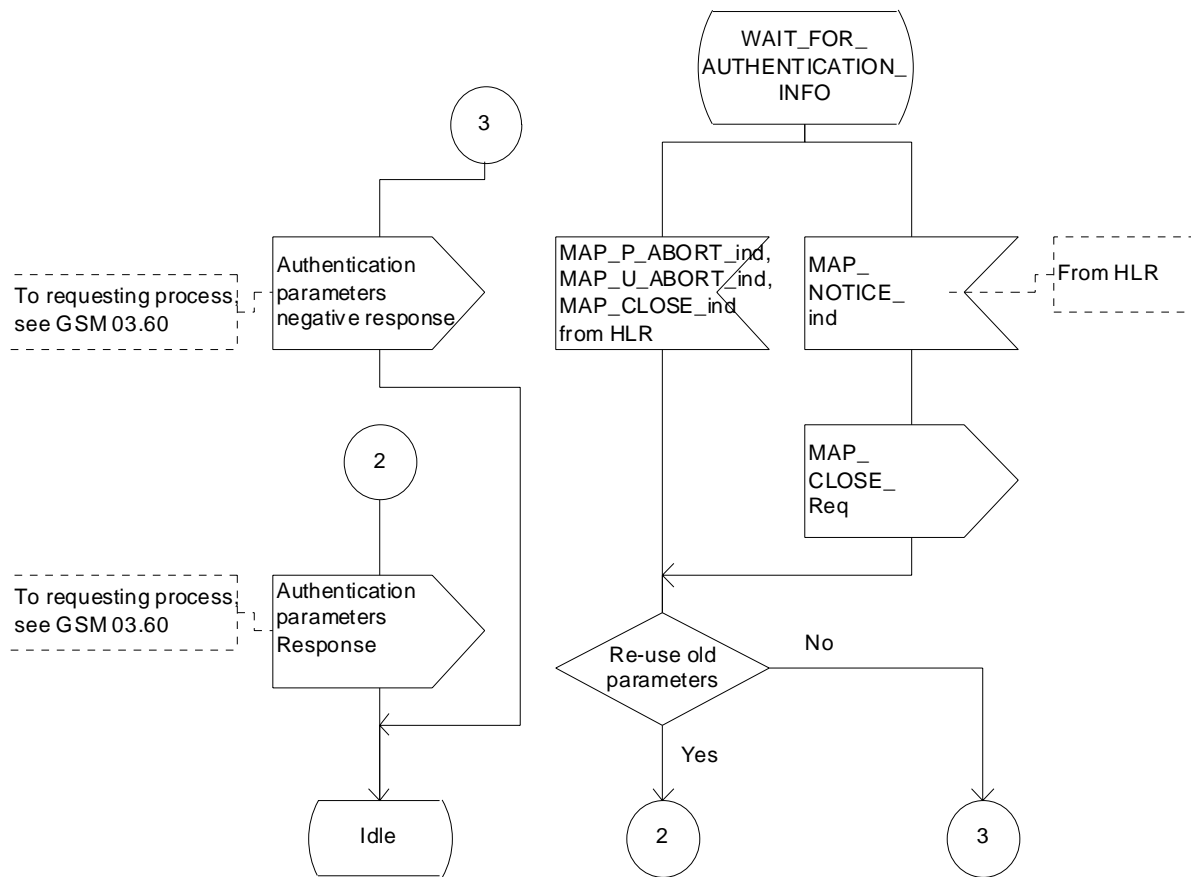 WAIT_FOR_
AUTHENTICATION_
INFO
3
Authentication
parameters
negative response
To requesting process,
see GSM 03.60
MAP_P_ABORT_ind,
MAP_U_ABORT_ind,
MAP_CLOSE_ind
from HLR
MAP_
NOTICE_
ind
From HLR
2
MAP_
CLOSE_
Req
Authentication
parameters
Response
To requesting process,
see GSM 03.60
Re-use old
parameters
No
Yes
Idle
2
3